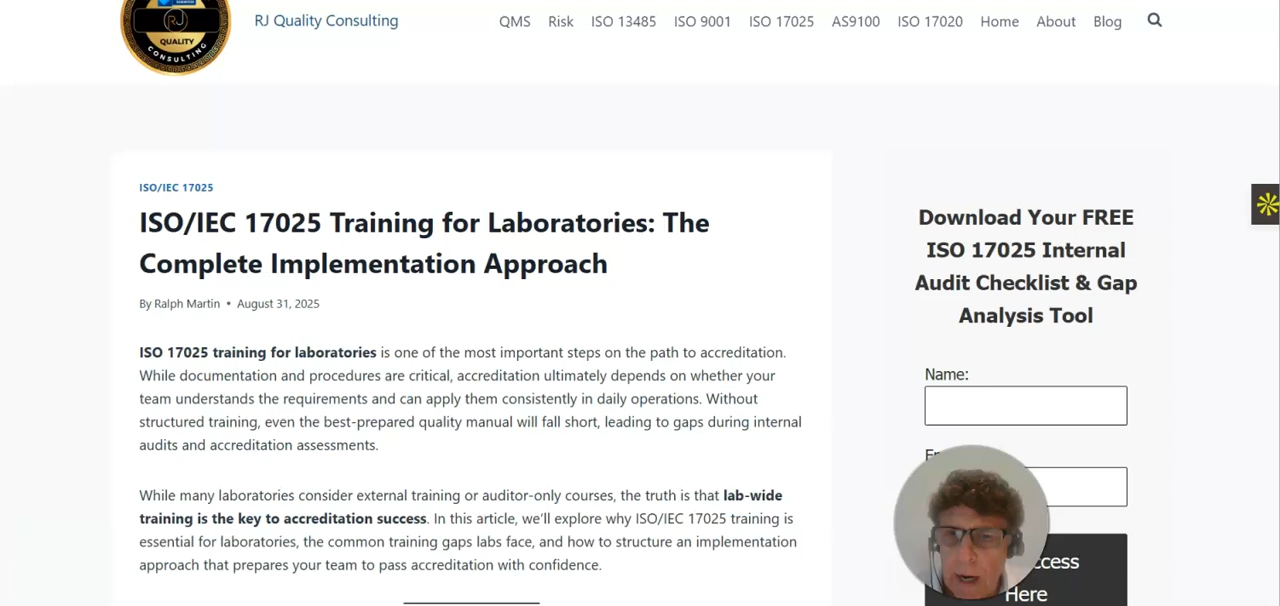 RJ
QUALITY
CONSULTING
RJ Quality Consulting
QMS Risk ISO 13485 ISO 9001 ISO 17025 AS9100 ISO 17020 Home About Blog
ISO/IEC 17025
ISO/IEC 17025 Training for Laboratories: The
Complete Implementation Approach
By Ralph Martin • August 31, 2025
ISO 17025 training for laboratories is one of the most important steps on the path to accreditation.
While documentation and procedures are critical, accreditation ultimately depends on whether your
team understands the requirements and can apply them consistently in daily operations. Without
structured training, even the best-prepared quality manual will fall short, leading to gaps during internal
audits and accreditation assessments.
While many laboratories consider external training or auditor-only courses, the truth is that lab-wide
training is the key to accreditation success. In this article, we'll explore why ISO/IEC 17025 training is
essential for laboratories, the common training gaps labs face, and how to structure an implementation
approach that prepares your team to pass accreditation with confidence.
Download Your FREE
ISO 17025 Internal
Audit Checklist & Gap
Analysis Tool
Name:
Here